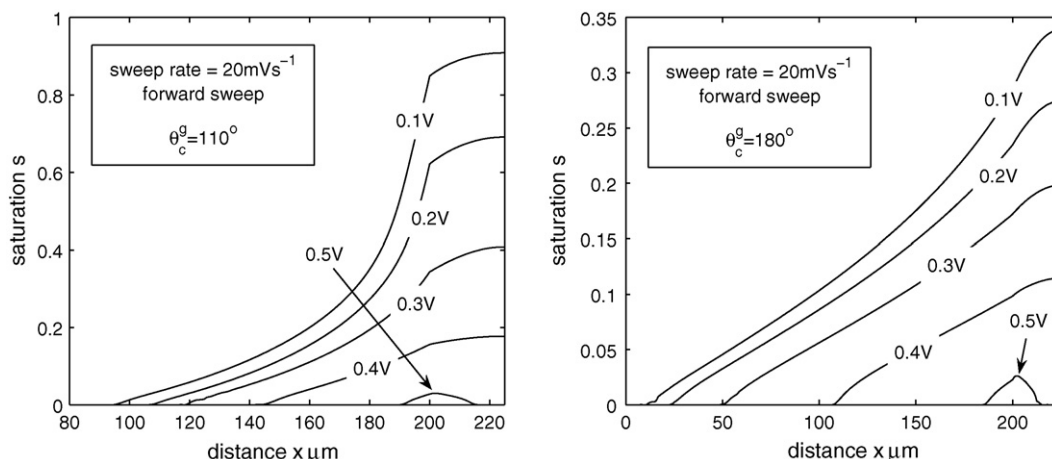 saturation s
1
0.8
0.6
0.4
0.2
0
sweep rate = 20mVs⁻¹
forward sweep
θ_c^g=110°
0.1V
0.2V
0.5V
0.3V
0.4V
80 100 120 140 160 180 200 220
distance x μm
saturation s
0.35
0.3
0.25
0.2
0.15
0.1
0.05
0
sweep rate = 20mVs⁻¹
forward sweep
θ_c^g=180°
0.1V
0.2V
0.3V
0.5V
0.4V
0 50 100 150 200
distance x μm